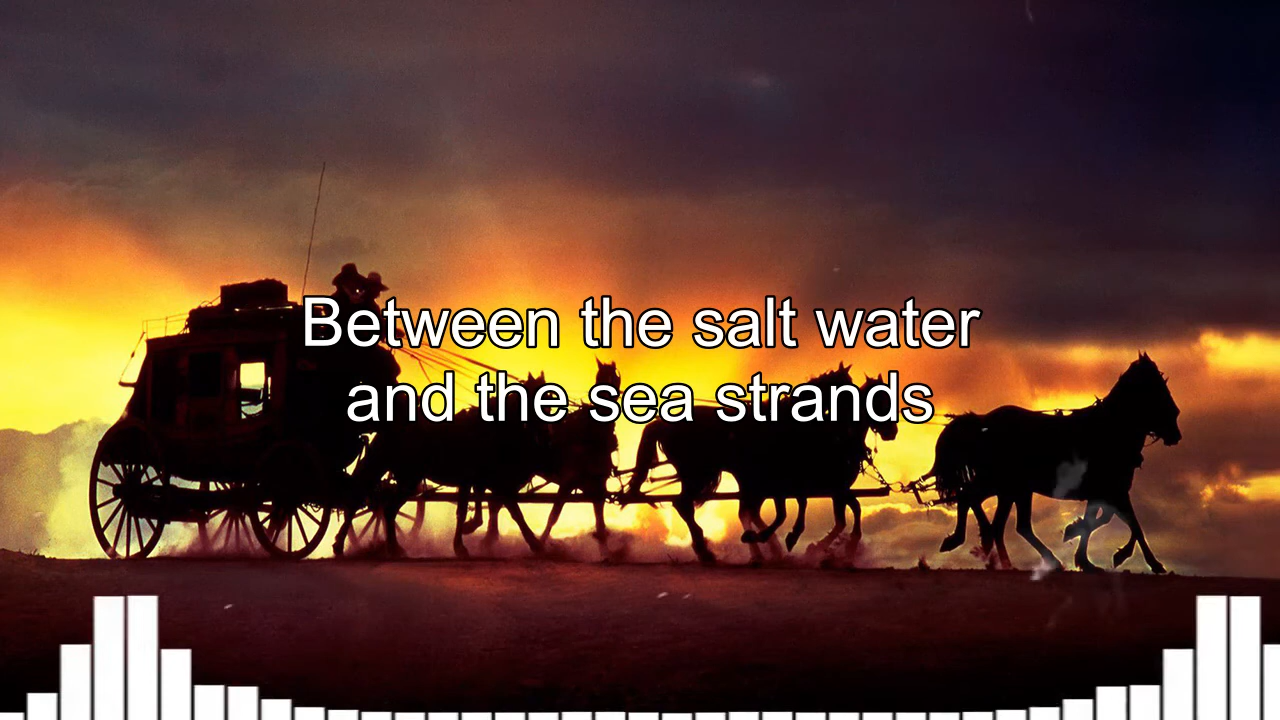 Between the salt water
and the sea strands